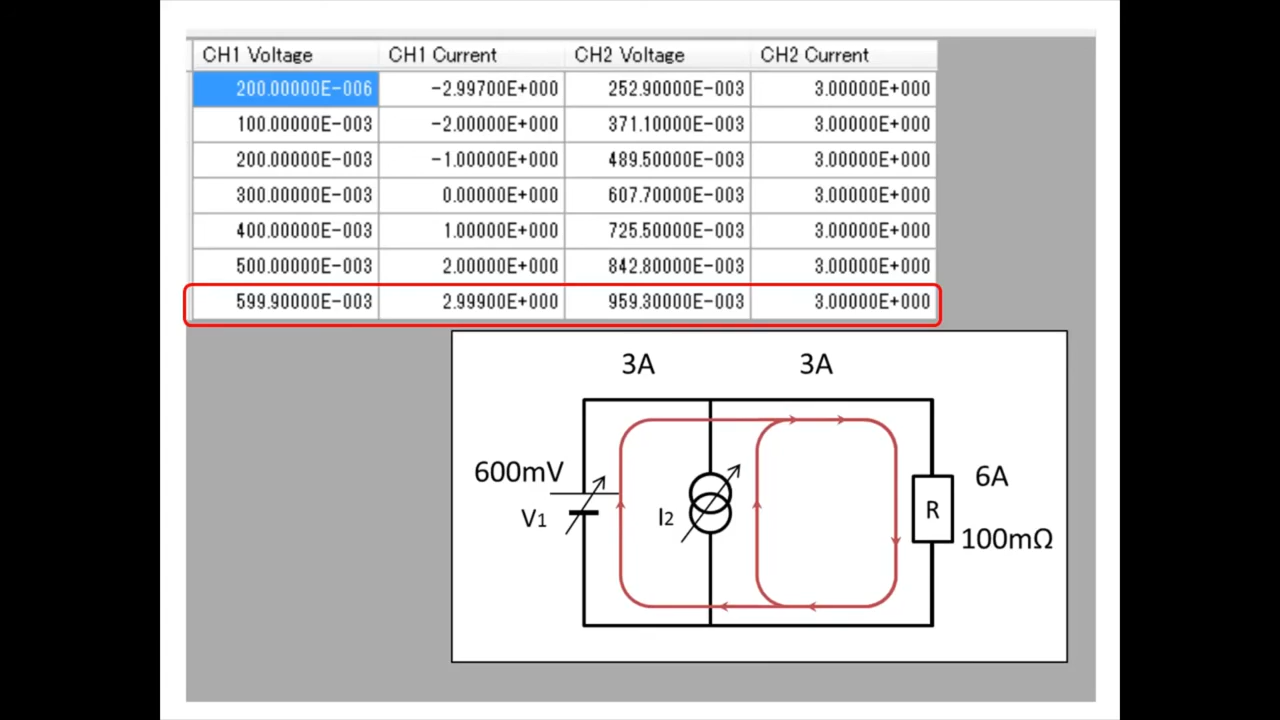 CH1 Voltage CH1 Current CH2 Voltage CH2 Current
200.00000E-006 -2.99700E+000 252.90000E-003 3.00000E+000
100.00000E-003 -2.00000E+000 371.10000E-003 3.00000E+000
200.00000E-003 -1.00000E+000 489.50000E-003 3.00000E+000
300.00000E-003 0.00000E+000 607.70000E-003 3.00000E+000
400.00000E-003 1.00000E+000 725.50000E-003 3.00000E+000
500.00000E-003 2.00000E+000 842.80000E-003 3.00000E+000
599.90000E-003 2.99900E+000 959.30000E-003 3.00000E+000
3A 3A
600mV
V1
I2
R
6A
100mΩ